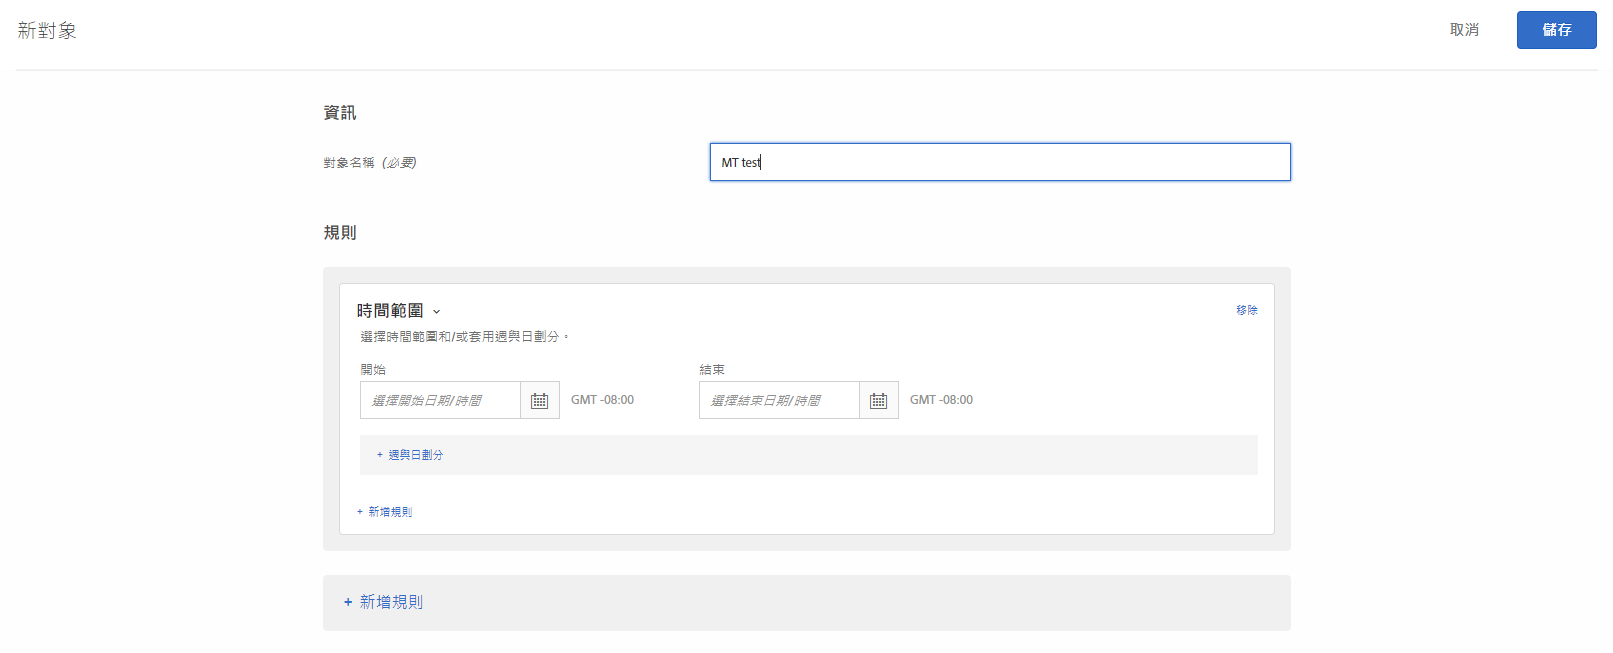 新對象
取消
儲存
資訊
對象名稱 (必要)
MT test
規則
時間範圍
移除
選擇時間範圍和/或套用週與日劃分。
開始
結束
選擇開始日期/時間
GMT -08:00
選擇結束日期/時間
GMT -08:00
+ 週與日劃分
+ 新增規則
+ 新增規則